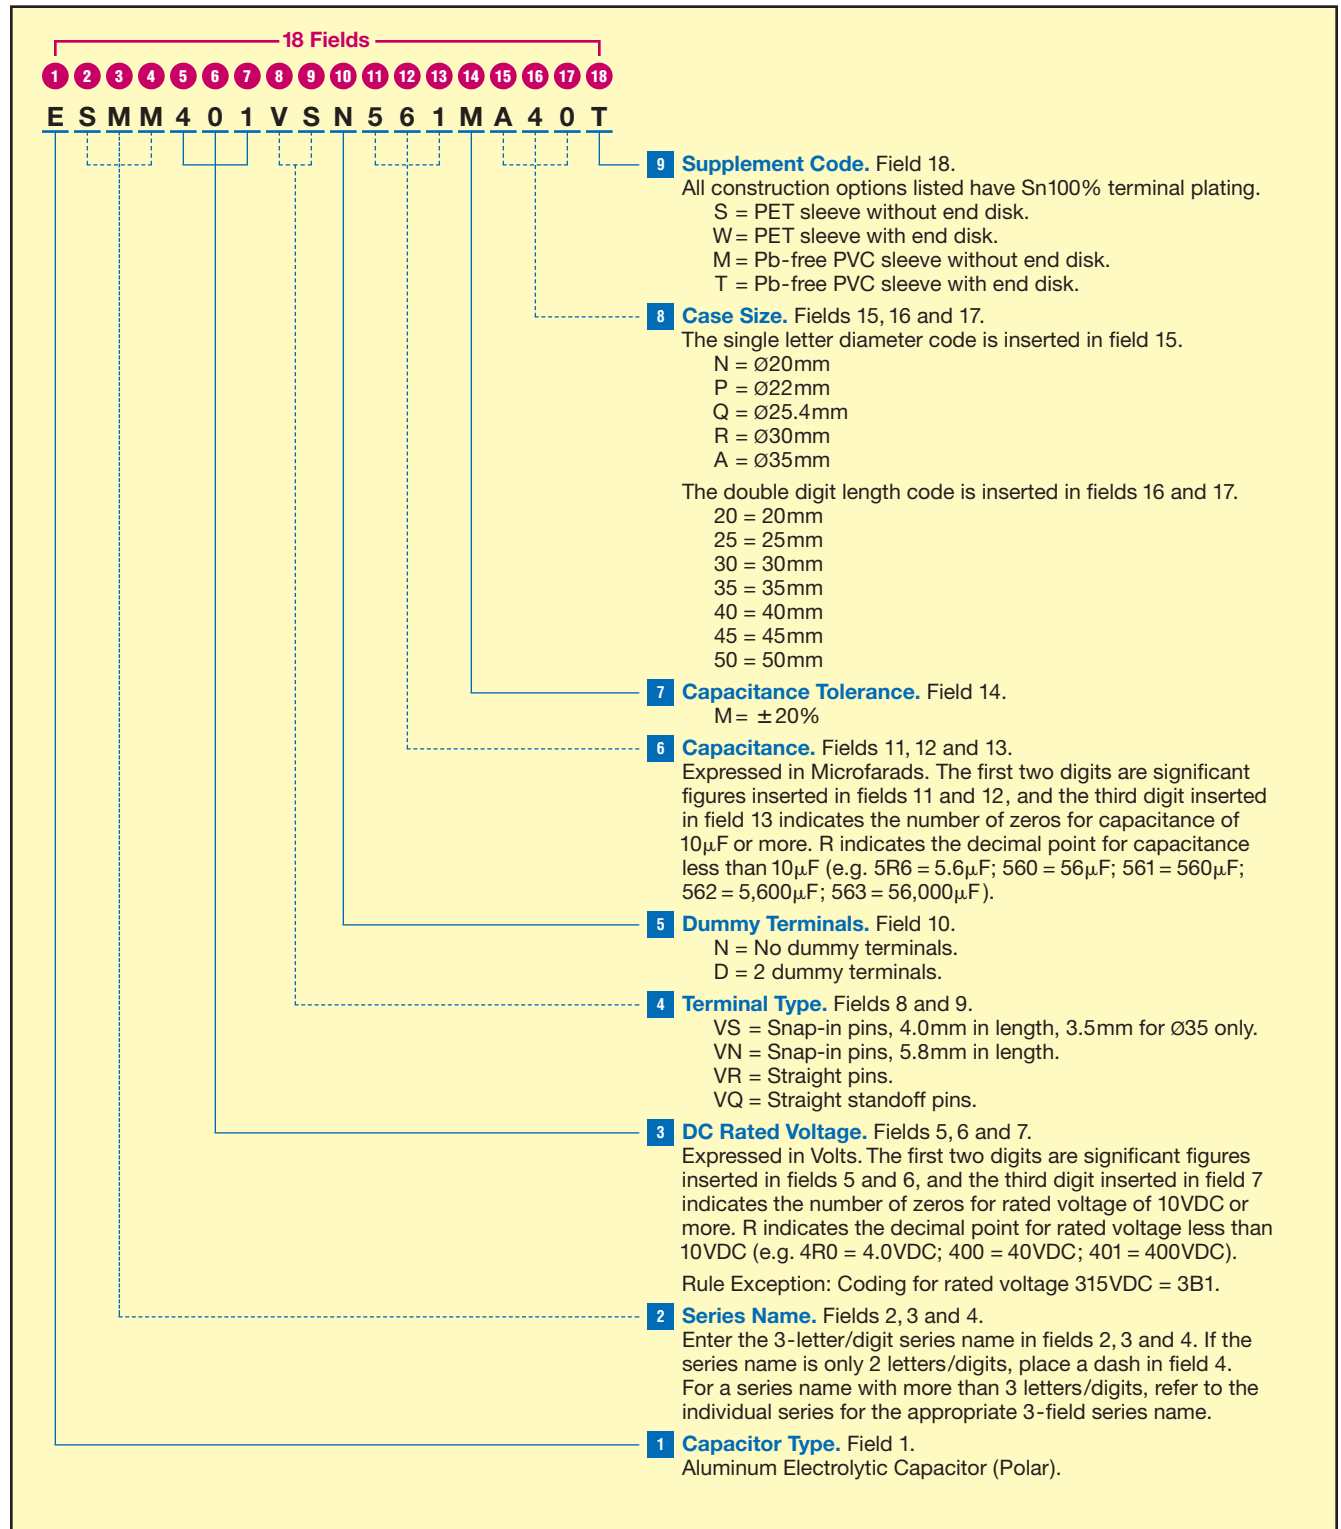 18 Fields
1 2 3 4 5 6 7 8 9 10 11 12 13 14 15 16 17 18
E S M M 4 0 1 V S N 5 6 1 M A 4 0 T
9 Supplement Code. Field 18.
All construction options listed have Sn100% terminal plating.
S = PET sleeve without end disk.
W = PET sleeve with end disk.
M = Pb-free PVC sleeve without end disk.
T = Pb-free PVC sleeve with end disk.
8 Case Size. Fields 15, 16 and 17.
The single letter diameter code is inserted in field 15.
N = Ø20mm
P = Ø22mm
Q = Ø25.4mm
R = Ø30mm
A = Ø35mm
The double digit length code is inserted in fields 16 and 17.
20 = 20mm
25 = 25mm
30 = 30mm
35 = 35mm
40 = 40mm
45 = 45mm
50 = 50mm
7 Capacitance Tolerance. Field 14.
M = ±20%
6 Capacitance. Fields 11, 12 and 13.
Expressed in Microfarads. The first two digits are significant
figures inserted in fields 11 and 12, and the third digit inserted
in field 13 indicates the number of zeros for capacitance of
10µF or more. R indicates the decimal point for capacitance
less than 10µF (e.g. 5R6 = 5.6µF; 560 = 56µF; 561 = 560µF;
562 = 5,600µF; 563 = 56,000µF).
5 Dummy Terminals. Field 10.
N = No dummy terminals.
D = 2 dummy terminals.
4 Terminal Type. Fields 8 and 9.
VS = Snap-in pins, 4.0mm in length, 3.5mm for Ø35 only.
VN = Snap-in pins, 5.8mm in length.
VR = Straight pins.
VQ = Straight standoff pins.
3 DC Rated Voltage. Fields 5, 6 and 7.
Expressed in Volts. The first two digits are significant figures
inserted in fields 5 and 6, and the third digit inserted in field 7
indicates the number of zeros for rated voltage of 10VDC or
more. R indicates the decimal point for rated voltage less than
10VDC (e.g. 4R0 = 4.0VDC; 400 = 40VDC; 401 = 400VDC).
Rule Exception: Coding for rated voltage 315VDC = 3B1.
2 Series Name. Fields 2, 3 and 4.
Enter the 3-letter/digit series name in fields 2, 3 and 4. If the
series name is only 2 letters/digits, place a dash in field 4.
For a series name with more than 3 letters/digits, refer to the
individual series for the appropriate 3-field series name.
1 Capacitor Type. Field 1.
Aluminum Electrolytic Capacitor (Polar).